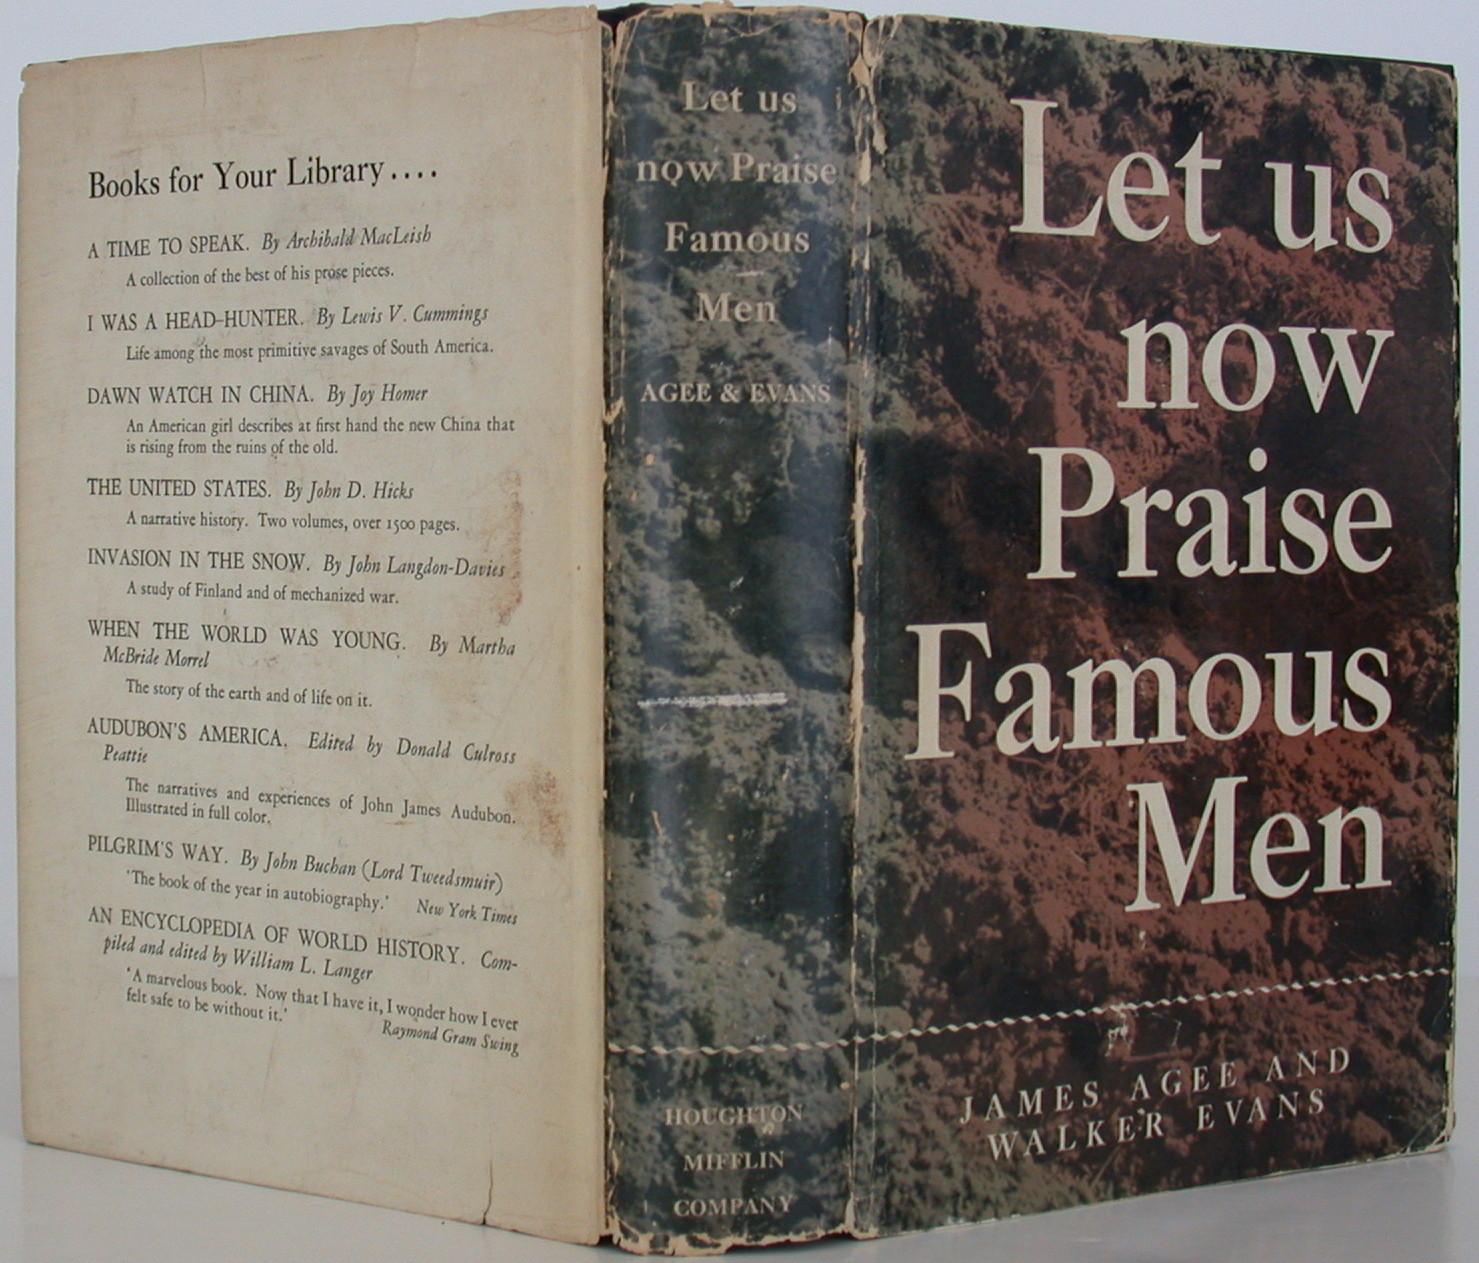 Books for Your Library ....
A TIME TO SPEAK. By Archibald MacLeish
A collection of the best of his prose pieces.
I WAS A HEAD-HUNTER. By Lewis V. Cummings
Life among the most primitive savages of South America.
DAWN WATCH IN CHINA. By Joy Homer
An American girl describes at first hand the new China that
is rising from the ruins of the old.
THE UNITED STATES. By John D. Hicks
A narrative history. Two volumes, over 1500 pages.
INVASION IN THE SNOW. By John Langdon-Davies
A study of Finland and of mechanized war.
WHEN THE WORLD WAS YOUNG. By Martha
McBride Morrel
The story of the earth and of life on it.
AUDUBON'S AMERICA. Edited by Donald Culross
Peattie
The narratives and experiences of John James Audubon.
Illustrated in full color.
PILGRIM'S WAY. By John Buchan (Lord Tweedsmuir)
'The book of the year in autobiography.' New York Times
AN ENCYCLOPEDIA OF WORLD HISTORY. Com-
piled and edited by William L. Langer
'A marvelous book. Now that I have it, I wonder how I ever
felt safe to be without it.'
Raymond Gram Swing
Let us
now Praise
Famous
Men
AGEE & EVANS
HOUGHTON
MIFFLIN
COMPANY
Let us
now
Praise
Famous
Men
JAMES AGEE AND
WALKER EVANS